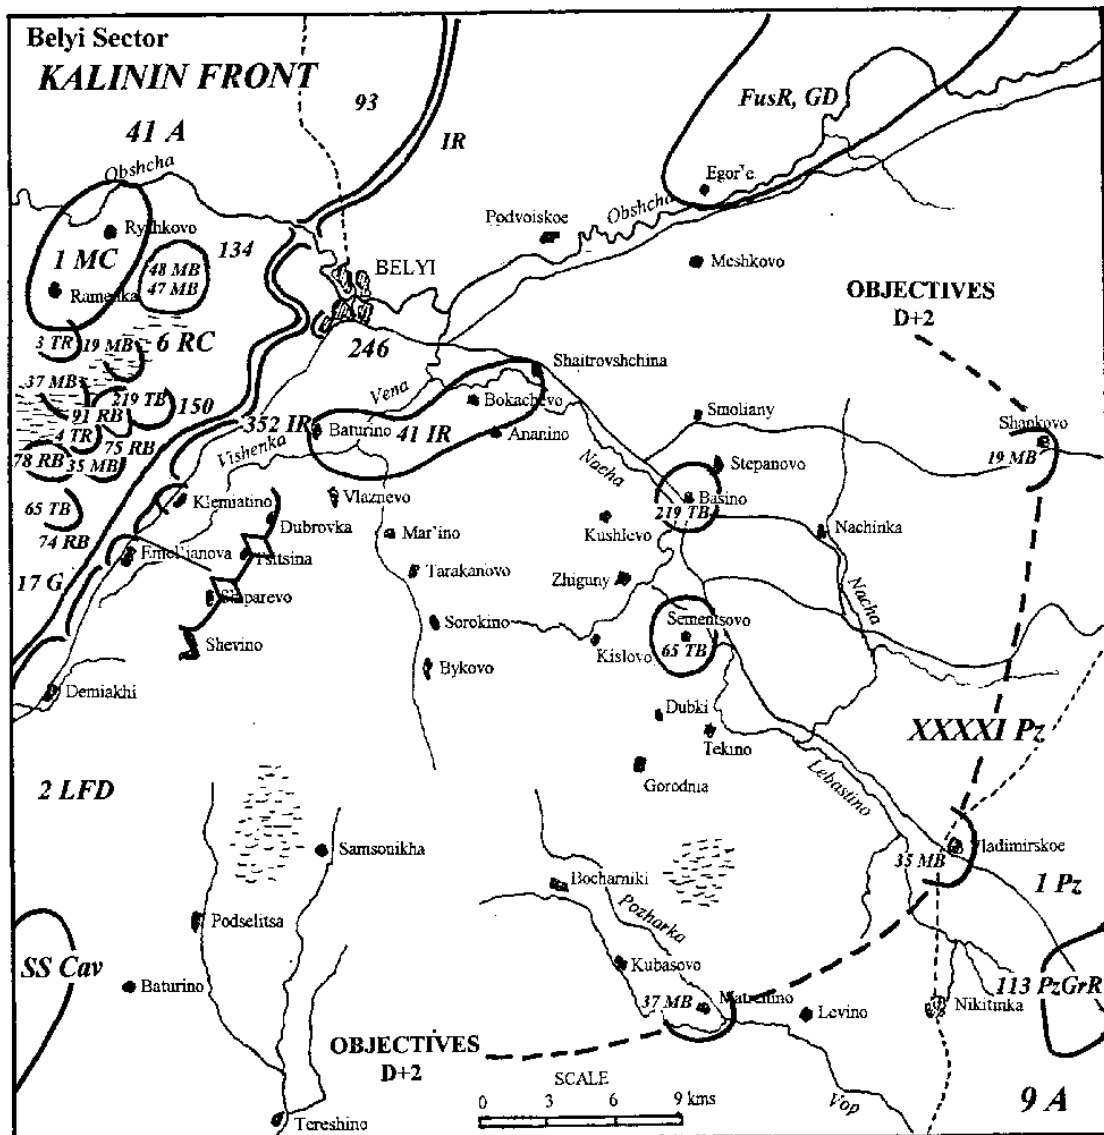 Belyi Sector
KALININ FRONT
41 A
93
IR
FusR, GD
Obshcha
Egor'e
Ryzhkovo
Podvoiskoe
Obshcha
1 MC
134
48 MB
47 MB
BELYI
Meshkovo
Ramenka
OBJECTIVES
D+2
3 TR
19 MB
6 RC
246
Shaitrovshchina
37 MB
219 TB
150
Vena
Bokachevo
Smoliany
91 RB
352 IR
Baturino
41 IR
Ananino
Shankovo
4 TR
75 RB
Vishenka
19 MB
78 RB
35 MB
Nacha
Stepanovo
Klemiatino
Vlaznevo
Basino
65 TB
219 TB
Dubrovka
Mar'ino
Kushlevo
Nachinka
74 RB
Emel'ianova
Tsitsina
17 G
Tarakanovo
Zhiguny
Nacha
Shparevo
Sorokino
Sementsovo
Shevino
Kislovo
65 TB
Bykovo
Demiakhi
Dubki
XXXXI Pz
Tekino
2 LFD
Gorodnia
Lebastino
Samsonikha
Vladimirskoe
35 MB
Bocharniki
1 Pz
Podselitsa
Pozharka
SS Cav
Kubasovo
Baturino
113 PzGrR
37 MB
Levino
Nikitinka
OBJECTIVES
D+2
SCALE
0 3 6 9 kms
Vop
9 A
Tereshino